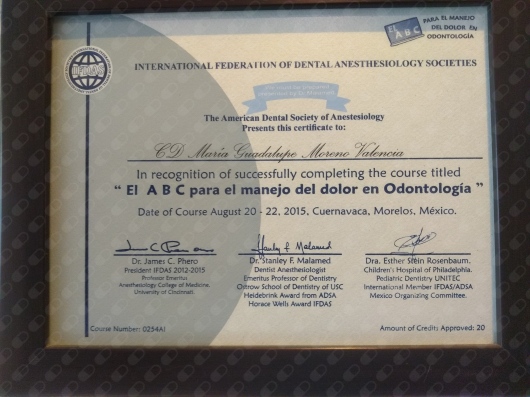 EL ABC PARA EL MANEJO
DEL DOLOR EN
ODONTOLOGÍA
IFDAS
INTERNATIONAL FEDERATION OF DENTAL ANESTHESIOLOGY SOCIETIES
The American Dental Society of Anestesiology
Presents this certificate to:
CD María Guadalupe Moreno Valencia
In recognition of successfully completing the course titled
“ El A B C para el manejo del dolor en Odontología ”
Date of Course August 20 - 22, 2015, Cuernavaca, Morelos, México.
Dr. James C. Phero
President IFDAS 2012-2015
Professor Emeritus
Anesthesiology College of Medicine
University of Cincinnati.
Dr. Stanley F. Malamed
Dentist Anesthesiologist
Emeritus Professor of Dentistry
Ostrow School of Dentistry of USC
Heidebrink Award from ADSA
Horace Wells Award IFDAS
Dra. Esther Stein Rosenbaum.
Children's Hospital of Philadelphia.
Pediatric Dentistry UNITEC
International Member IFDAS/ADSA
Mexico Organizing Committee.
Course Number: 0254AI
Amount of Credits Approved: 20